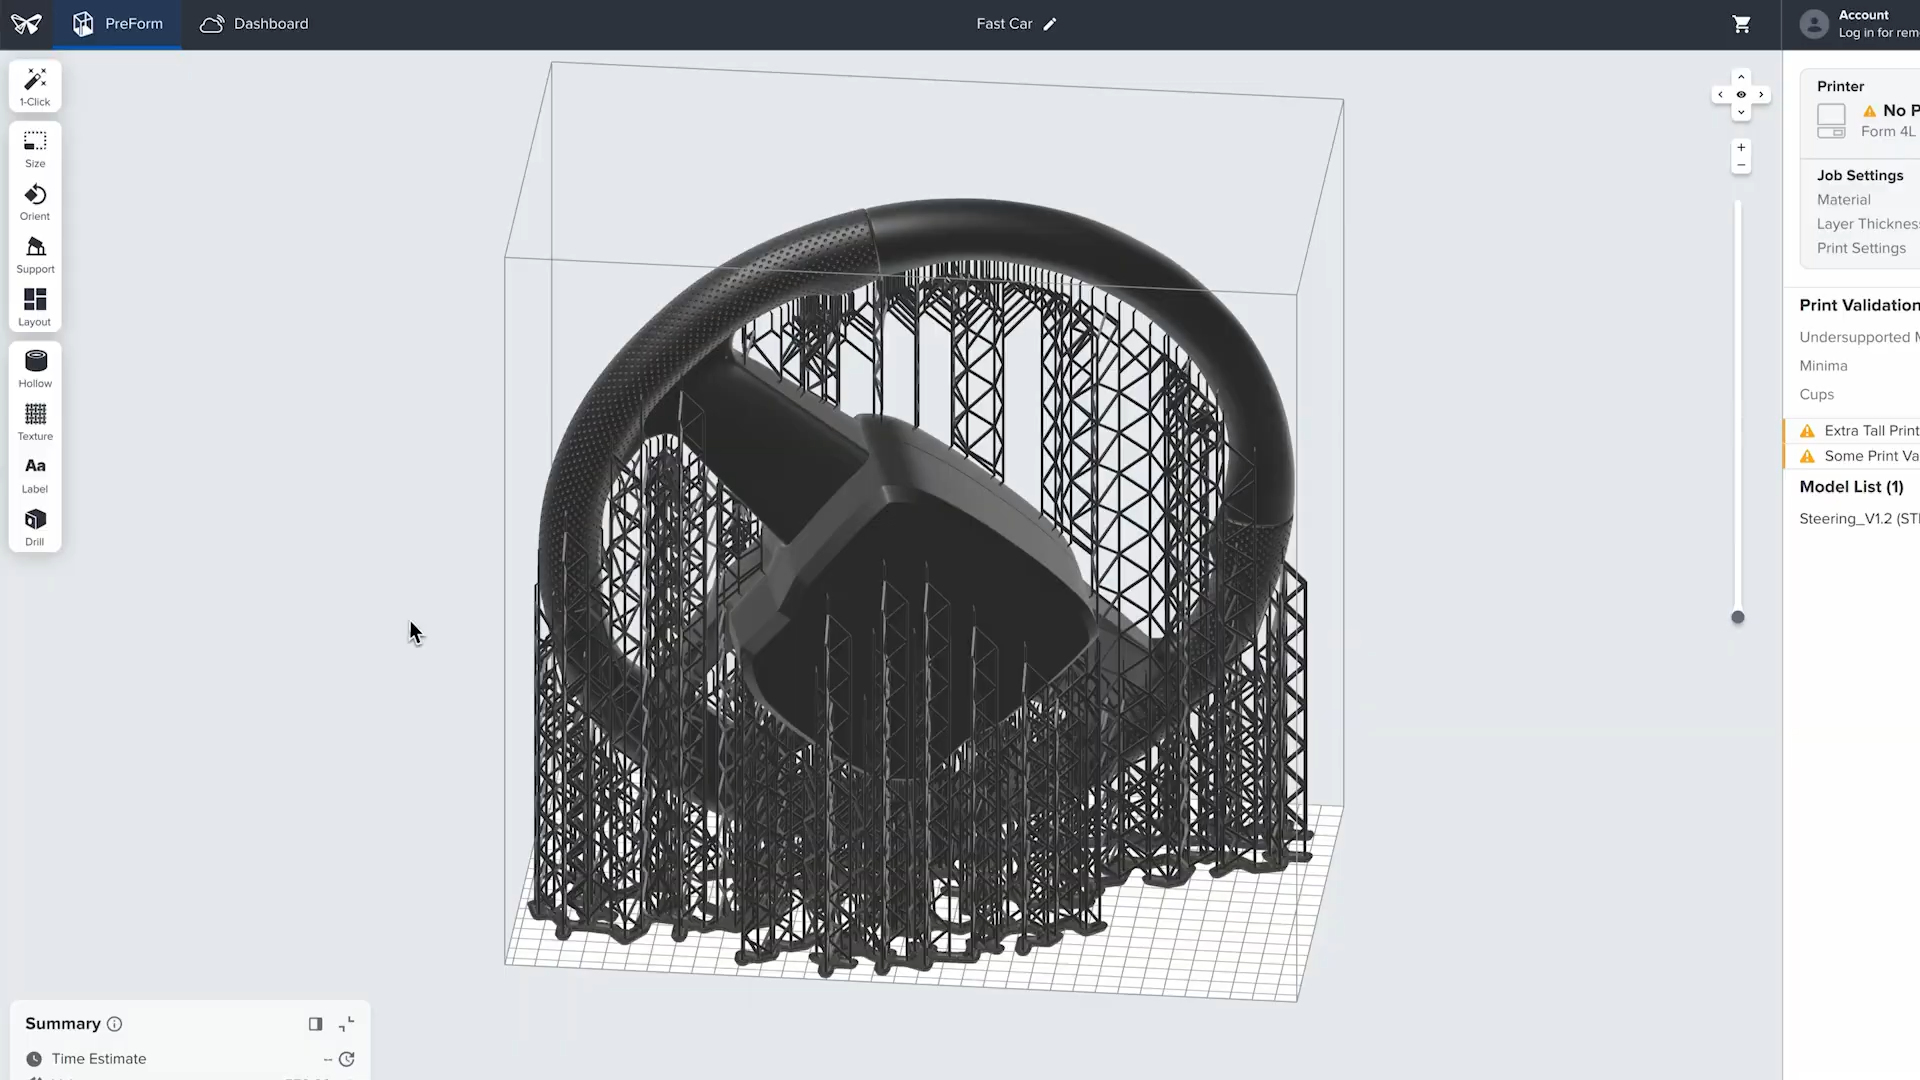 PreForm
Dashboard
Fast Car
Account
Log in for rem
1-Click
Size
Orient
Support
Layout
Hollow
Texture
Aa
Label
Drill
Printer
No P
Form 4L
Job Settings
Material
Layer Thicknes
Print Settings
Print Validation
Undersupported
Minima
Cups
Extra Tall Print
Some Print Va
Model List (1)
Steering_V1.2 (ST
Summary
Time Estimate
--